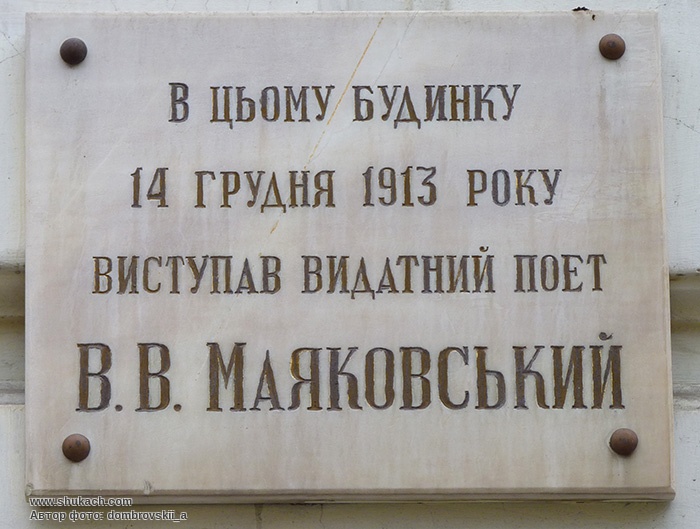 В цьому будинку
14 грудня 1913 року
виступав видатний поет
В. В. Маяковський
www.shukach.com
Автор фото: dombrovskii_a